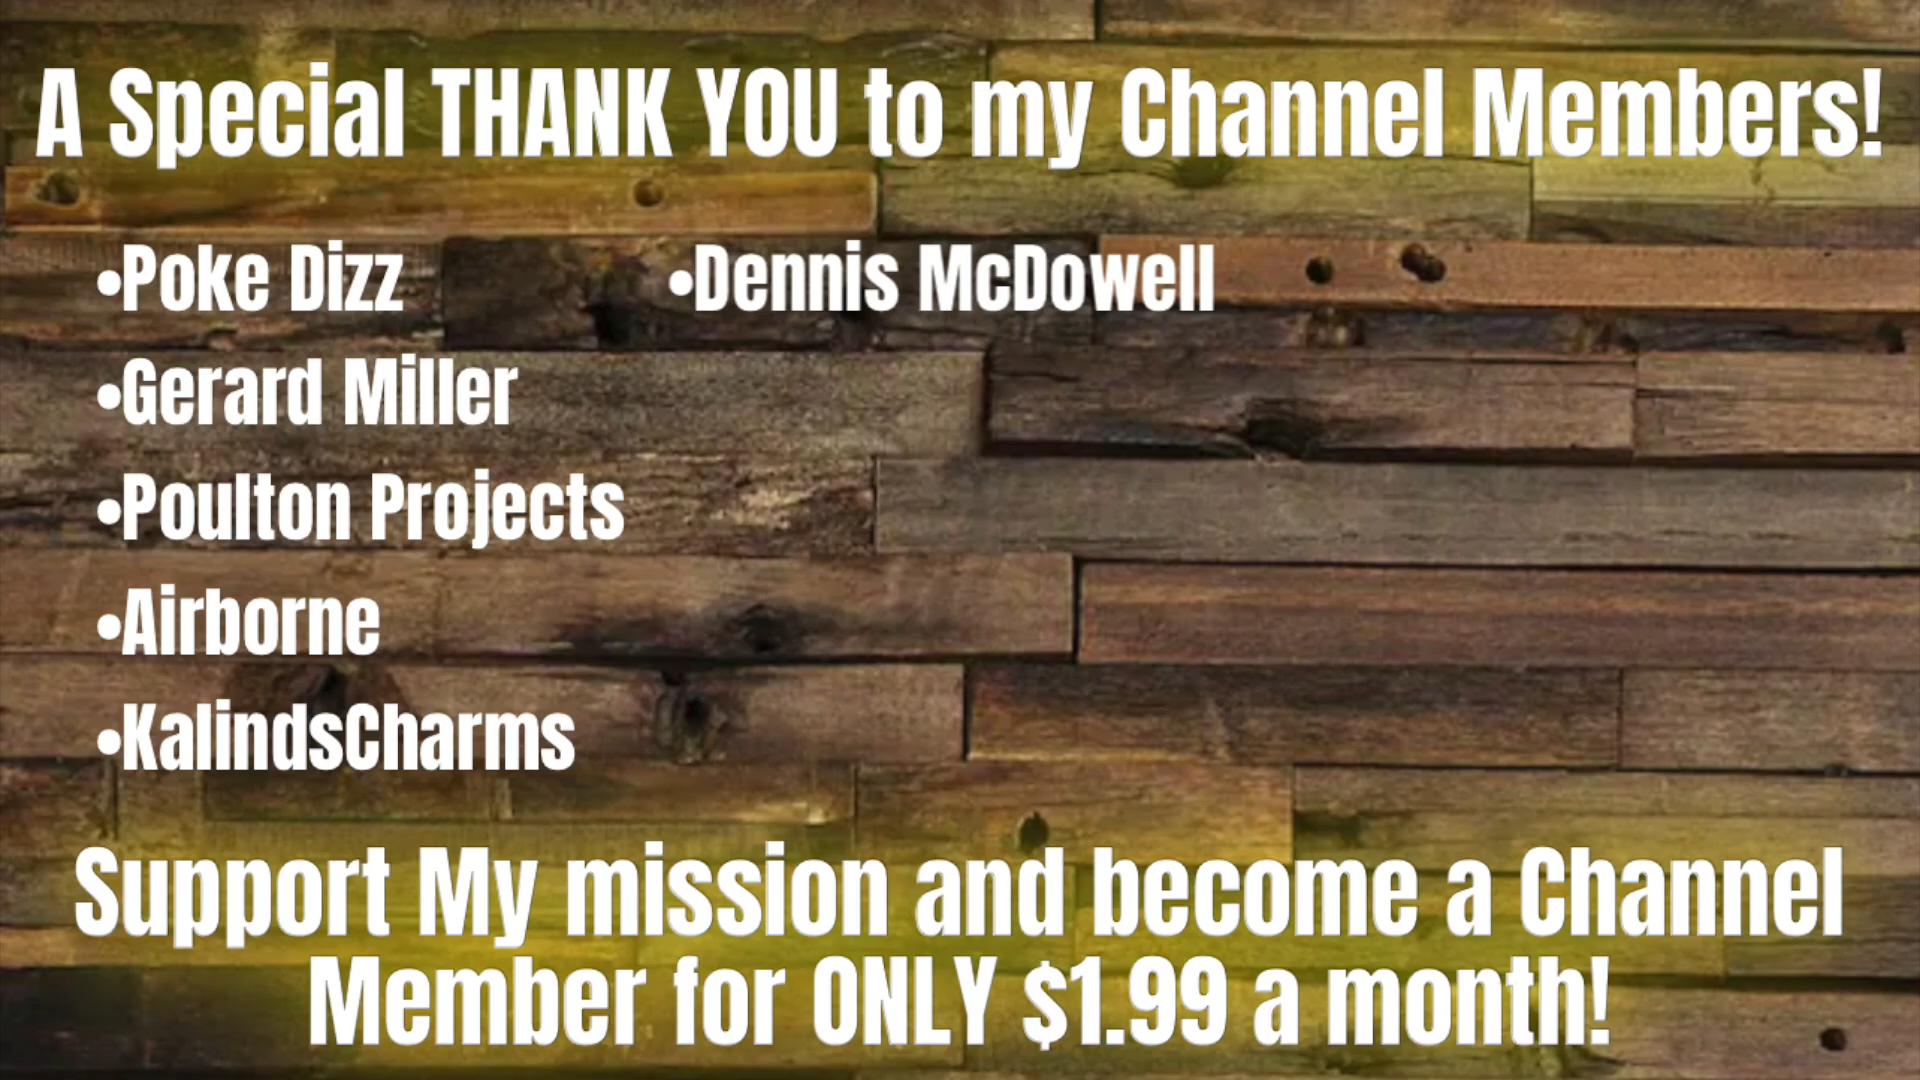 A Special THANK YOU to my Channel Members!
•Poke Dizz
•Gerard Miller
•Poulton Projects
•Airborne
•KalindsCharms
•Dennis McDowell
Support My mission and become a Channel
Member for ONLY $1.99 a month!